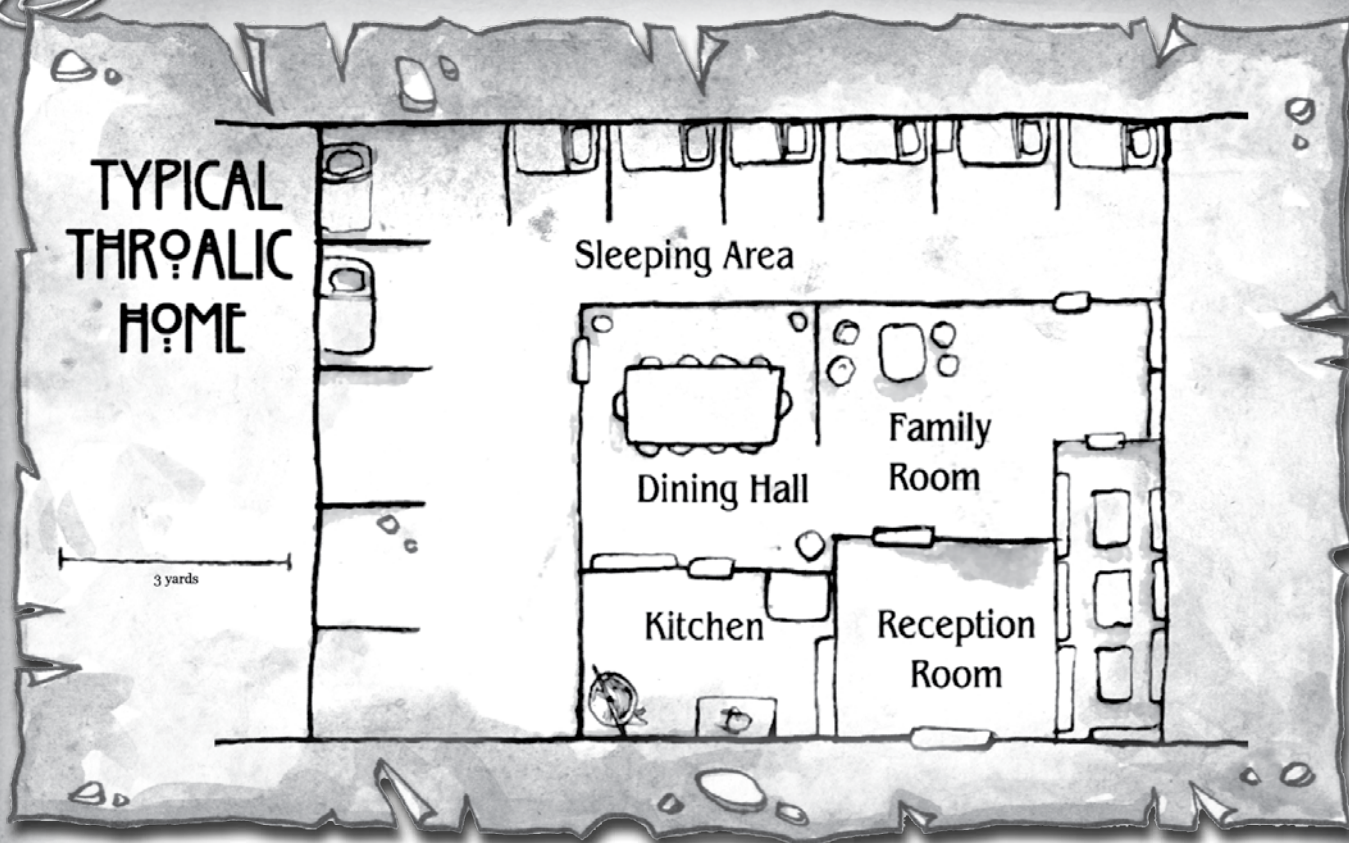 TYPICAL
THROALIC
HOME
Sleeping Area
Family
Room
Dining Hall
3 yards
Kitchen
Reception
Room